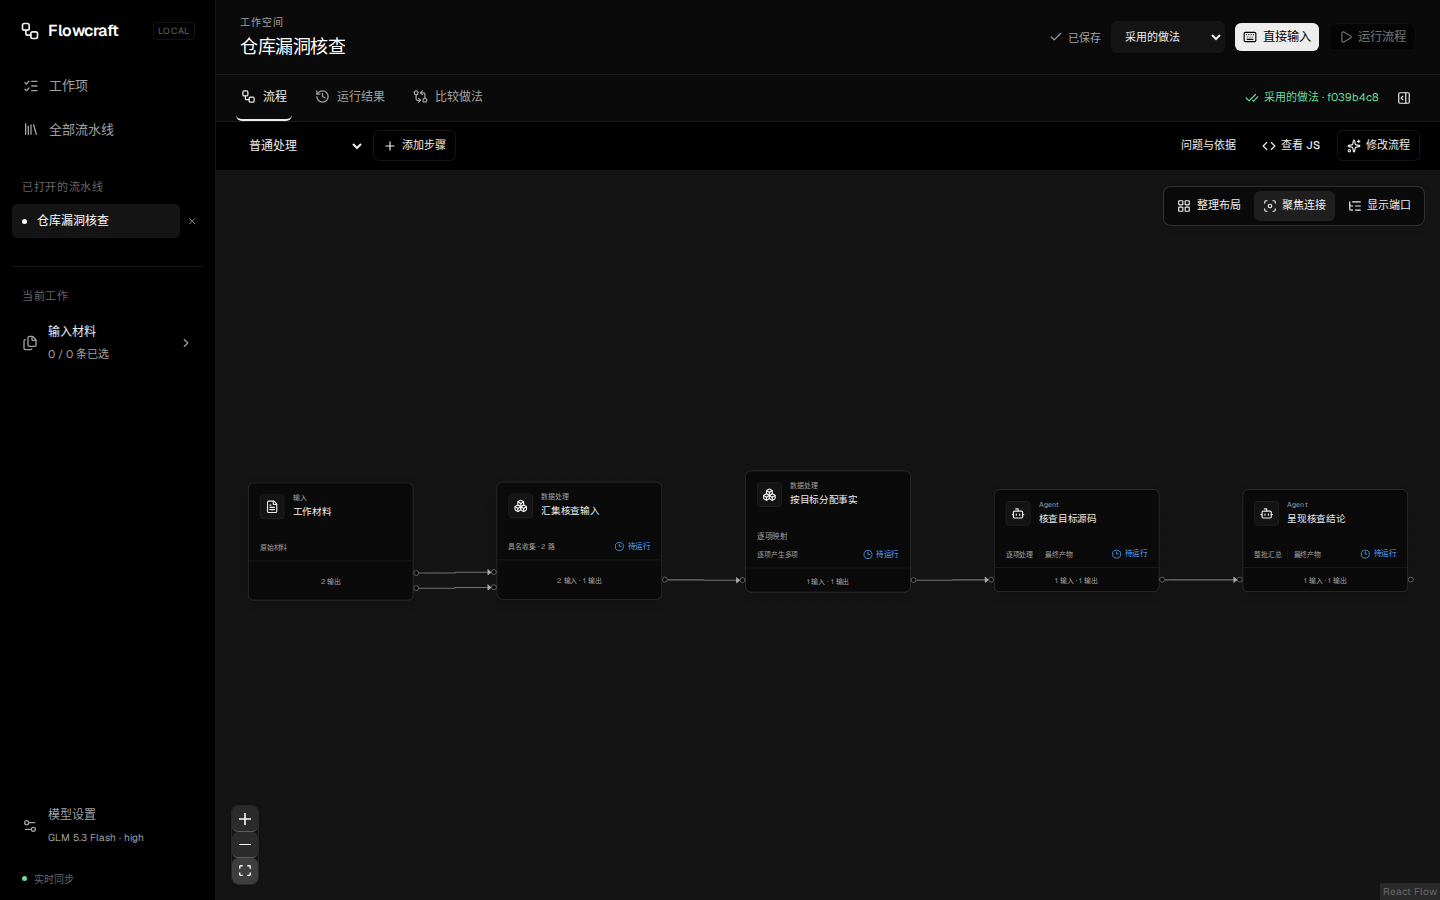 Flowcraft
LOCAL
工作项
全部流水线
已打开的流水线
仓库漏洞核查
当前工作
输入材料
0 / 0 条已选
模型设置
GLM 5.3 Flash · high
实时同步
工作空间
仓库漏洞核查
已保存
采用的做法
直接输入
运行流程
流程
运行结果
比较做法
采用的做法 · f039b4c8
普通处理
添加步骤
问题与依据
查看 JS
修改流程
整理布局
聚焦连接
显示端口
输入
工作材料
原始材料
2 输出
数据处理
汇集核查输入
具名收集 · 2 路
待运行
2 输入 · 1 输出
数据处理
按目标分配事实
逐项映射
逐项产生多项
待运行
1 输入 · 1 输出
Agent
核查目标源码
逐项处理
最终产物
待运行
1 输入 · 1 输出
Agent
呈现核查结论
整批汇总
最终产物
待运行
1 输入 · 1 输出
React Flow